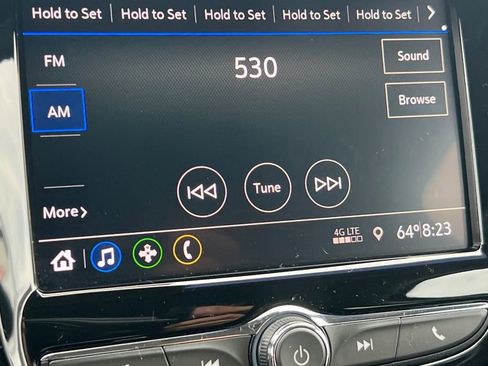 Hold to Set Hold to Set Hold to Set Hold to Set Hold to Set
FM
530
Sound
AM
Browse
Tune
More
4G LTE
64° 8:23